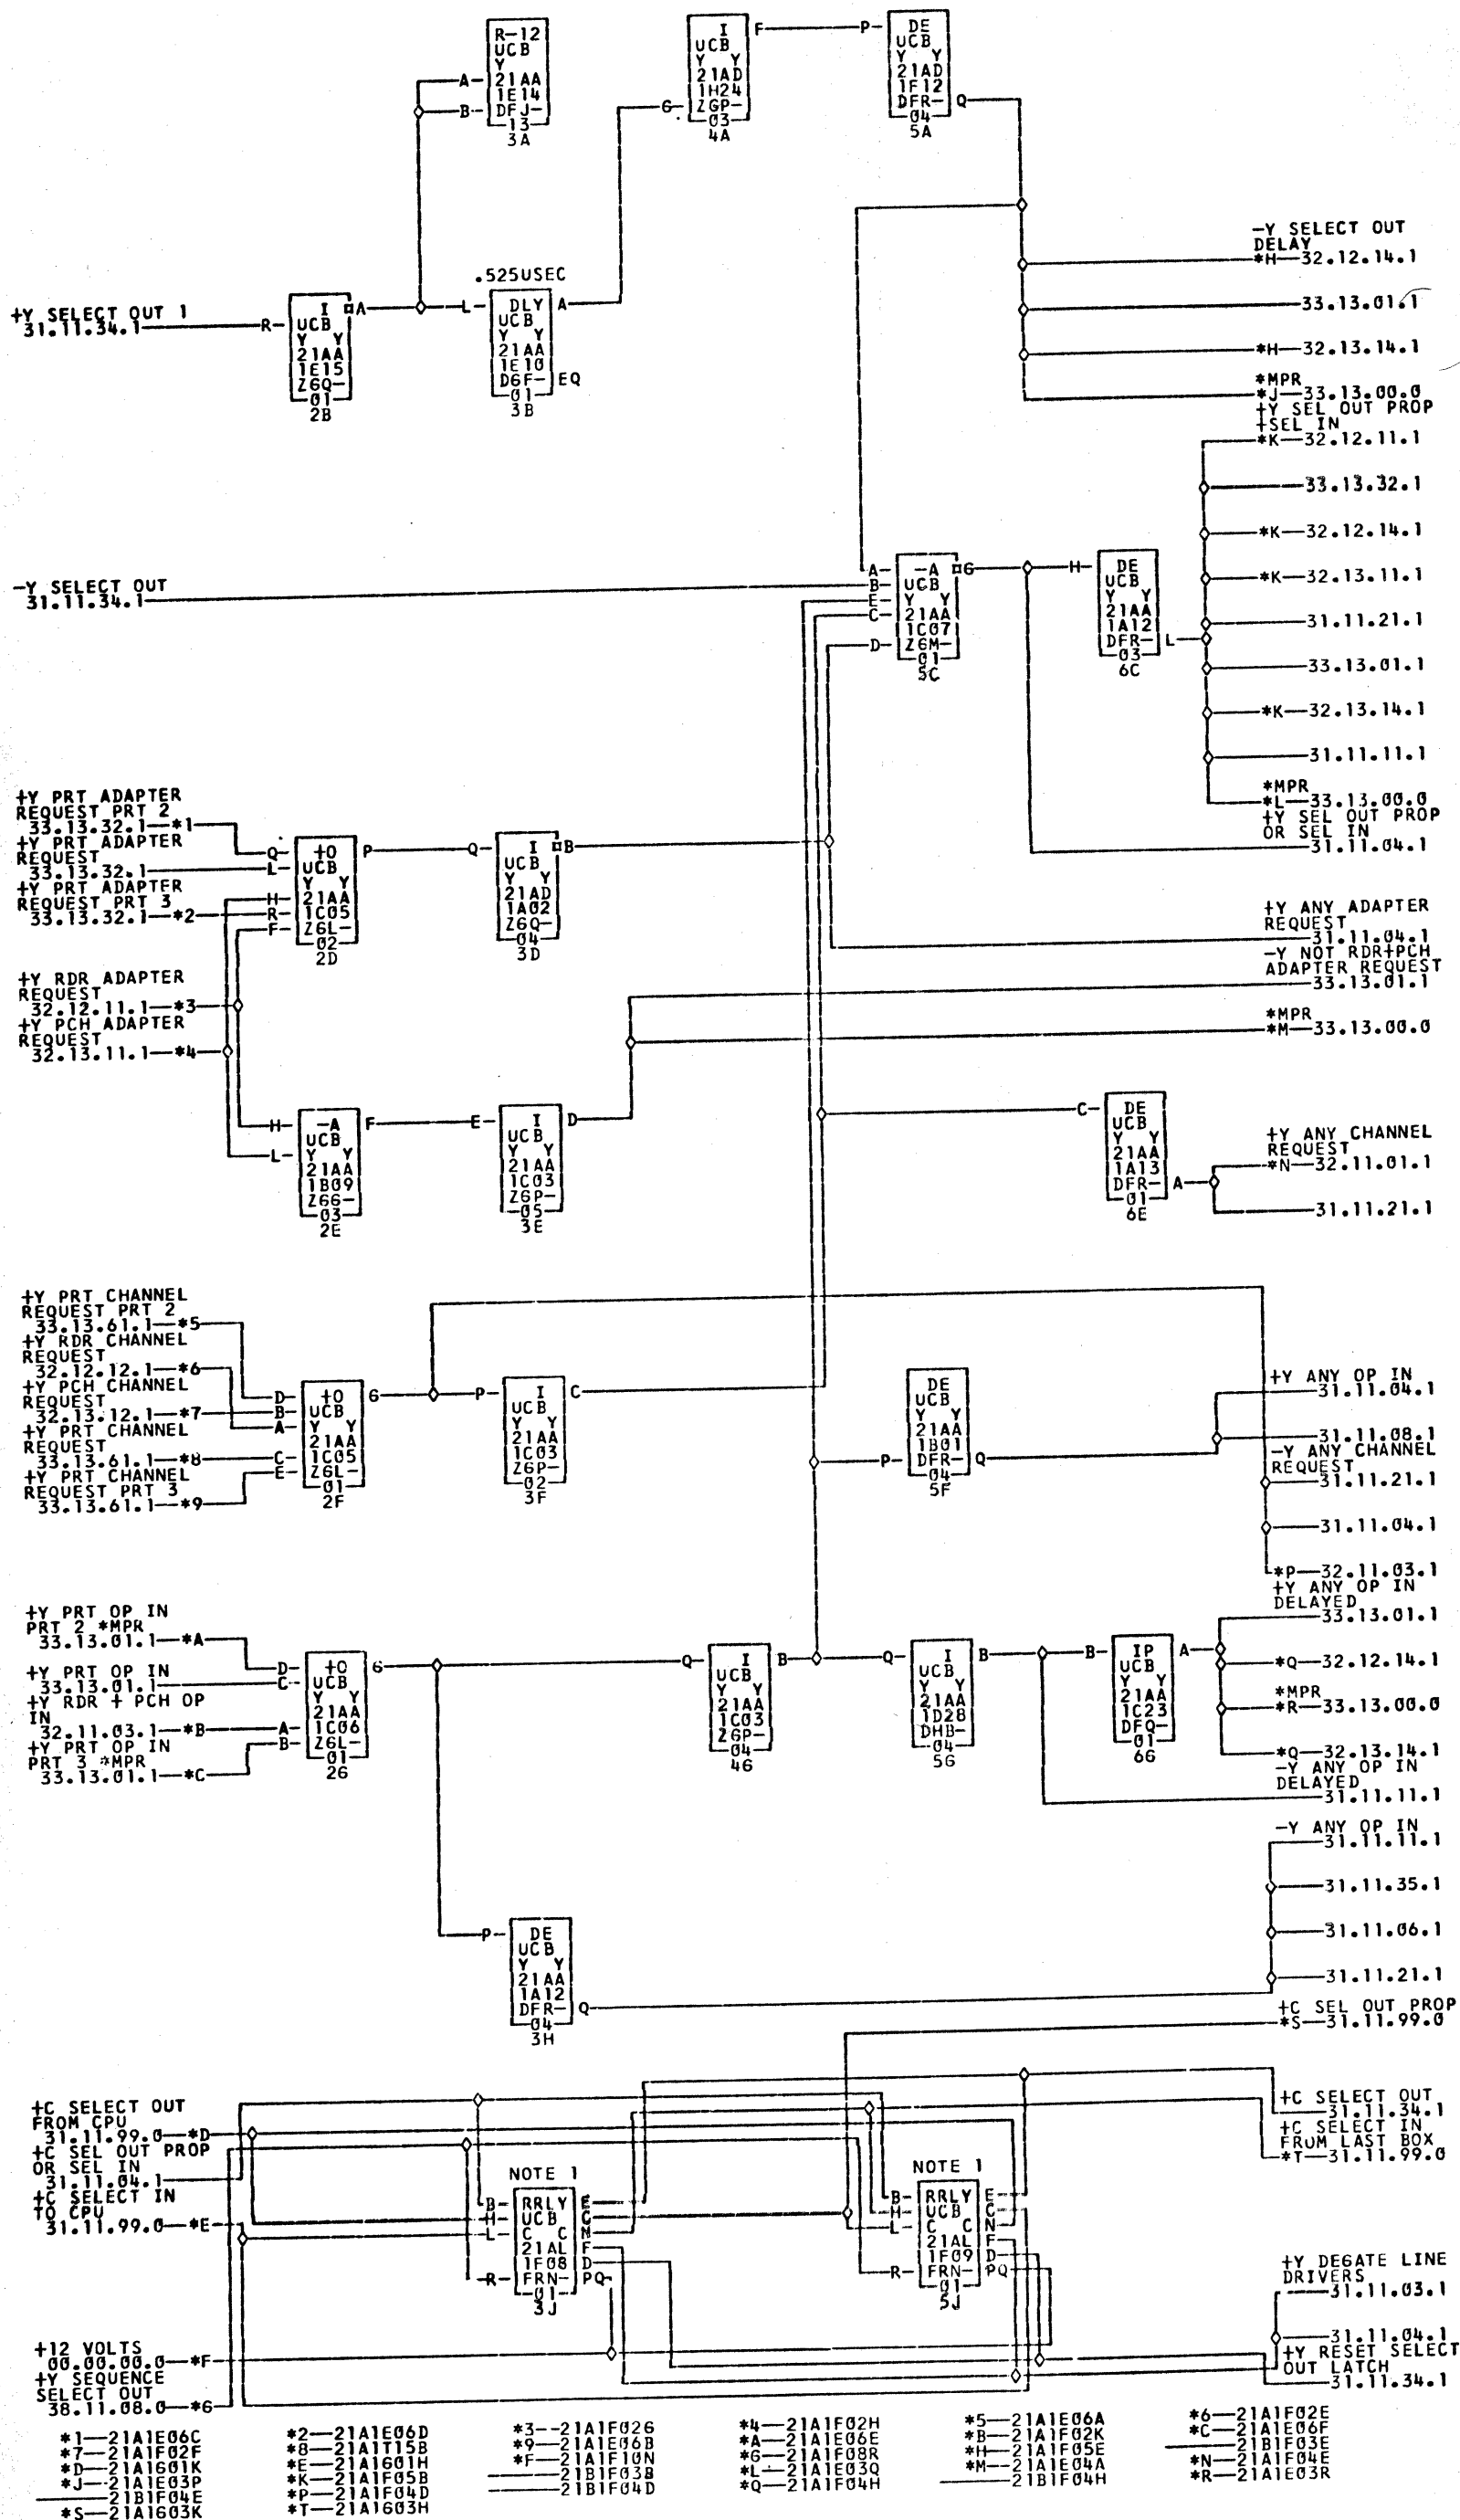 R-12
UCB
Y
21AA
1E14
DFJ-
13
3A
A
B
I
UCB
Y Y
21AD
1H24
ZGP-
03
4A
G
F
P
DE
UCB
Y Y
21AD
1F12
DFR-
04
5A
Q
-Y SELECT OUT
DELAY
*H—32.12.14.1
33.13.01.1
*H—32.13.14.1
*MPR
*J—33.13.00.0
+Y SELECT OUT 1
31.11.34.1
R
I
UCB
Y Y
21AA
1E15
Z6Q-
01
2B
A
.525USEC
L
DLY
UCB
Y Y
21AA
1E10
D6F-
01
3B
A
EQ
+Y SEL OUT PROP
+SEL IN
*K—32.12.11.1
33.13.32.1
*K—32.12.14.1
*K—32.13.11.1
31.11.21.1
33.13.01.1
*K—32.13.14.1
31.11.11.1
*MPR
*L—33.13.00.0
+Y SEL OUT PROP
OR SEL IN
31.11.04.1
-Y SELECT OUT
31.11.34.1
A
B
E
C
D
-A
UCB
Y Y
21AA
1C07
Z6M-
01
5C
G
H
DE
UCB
Y Y
21AA
1A12
DFR-
03
6C
L
+Y PRT ADAPTER
REQUEST PRT 2
33.13.32.1—*1
+Y PRT ADAPTER
REQUEST
33.13.32.1
+Y PRT ADAPTER
REQUEST PRT 3
33.13.32.1—*2
+Y RDR ADAPTER
REQUEST
32.12.11.1—*3
+Y PCH ADAPTER
REQUEST
32.13.11.1—*4
Q
L
H
R
F
+O
UCB
Y Y
21AA
1C05
Z6L-
02
2D
P
Q
I
UCB
Y Y
21AD
1A02
Z6Q-
04
3D
B
+Y ANY ADAPTER
REQUEST
31.11.04.1
-Y NOT RDR+PCH
ADAPTER REQUEST
33.13.01.1
*MPR
*M—33.13.00.0
H
L
-A
UCB
Y Y
21AA
1B09
Z66-
03
2E
F
E
I
UCB
Y Y
21AA
1C03
Z6P-
05
3E
D
C
DE
UCB
Y Y
21AA
1A13
DFR-
01
6E
A
+Y ANY CHANNEL
REQUEST
*N—32.11.01.1
31.11.21.1
+Y PRT CHANNEL
REQUEST PRT 2
33.13.61.1—*5
+Y RDR CHANNEL
REQUEST
32.12.12.1—*6
+Y PCH CHANNEL
REQUEST
32.13.12.1—*7
+Y PRT CHANNEL
REQUEST
33.13.61.1—*8
+Y PRT CHANNEL
REQUEST PRT 3
33.13.61.1—*9
D
B
A
C
E
+O
UCB
Y Y
21AA
1C05
Z6L-
01
2F
G
P
I
UCB
Y Y
21AA
1C03
Z6P-
02
3F
C
P
DE
UCB
Y Y
21AA
1B01
DFR-
04
5F
Q
+Y ANY OP IN
31.11.04.1
31.11.08.1
-Y ANY CHANNEL
REQUEST
31.11.21.1
31.11.04.1
*P—32.11.03.1
+Y PRT OP IN
PRT 2 *MPR
33.13.01.1—*A
+Y PRT OP IN
33.13.01.1
+Y RDR + PCH OP
IN
32.11.03.1—*B
+Y PRT OP IN
PRT 3 *MPR
33.13.01.1—*C
D
C
A
B
+O
UCB
Y Y
21AA
1C06
Z6L-
01
26
G
Q
I
UCB
Y Y
21AA
1C03
Z6P-
04
46
B
Q
I
UCB
Y Y
21AA
1D28
DHB-
04
56
B
B
IP
UCB
Y Y
21AA
1C23
DFQ-
01
66
A
+Y ANY OP IN
DELAYED
33.13.01.1
*Q—32.12.14.1
*MPR
*R—33.13.00.0
*Q—32.13.14.1
-Y ANY OP IN
DELAYED
31.11.11.1
-Y ANY OP IN
31.11.11.1
31.11.35.1
31.11.06.1
31.11.21.1
P
DE
UCB
Y Y
21AA
1A12
DFR-
04
3H
Q
+C SEL OUT PROP
*S—31.11.99.0
+C SELECT OUT
FROM CPU
31.11.99.0—*D
+C SEL OUT PROP
OR SEL IN
31.11.04.1
+C SELECT IN
TO CPU
31.11.99.0—*E
NOTE 1
B
H
L
R
RRLY
UCB
C C
21AL
1F08
FRN-
01
3J
E
C
N
F
D
PQ
NOTE 1
B
H
L
R
RRLY
UCB
C C
21AL
1F09
FRN-
01
5J
E
C
N
F
D
PQ
+C SELECT OUT
31.11.34.1
+C SELECT IN
FROM LAST BOX
*T—31.11.99.0
+Y DEGATE LINE
DRIVERS
31.11.03.1
31.11.04.1
+Y RESET SELECT
OUT LATCH
31.11.34.1
+12 VOLTS
00.00.00.0—*F
+Y SEQUENCE
SELECT OUT
38.11.08.0—*G
*1—21A1E06C *2—21A1E06D *3--21A1F026 *4—21A1F02H *5—21A1E06A *6—21A1F02E
*7—21A1F02F *8—21A1T15B *9—21A1E06B *A—21A1E06E *B—21A1F02K *C—21A1E06F
*D—21A1G01K *E—21A1G01H *F—21A1F10N *G—21A1F08R *H—21A1F05E 21B1F03E
*J—21A1E03P *K—21A1F05B 21B1F03B *L—21A1E03Q *M—21A1E04A *N—21A1F04E
21B1F04E *P—21A1F04D 21B1F04D *Q—21A1F04H 21B1F04H *R—21A1E03R
*S—21A1G03K *T—21A1G03H